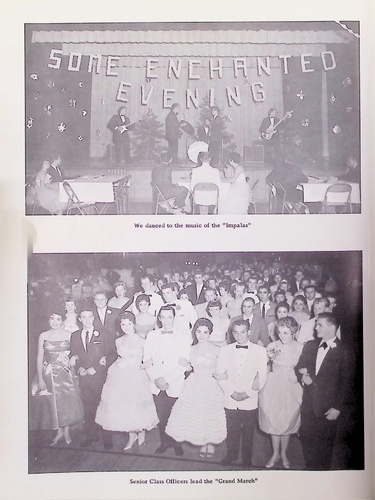 SOME ENCHANTED
EVENING
We danced to the music of the "Impalas"
Senior Class Officers lead the "Grand March"